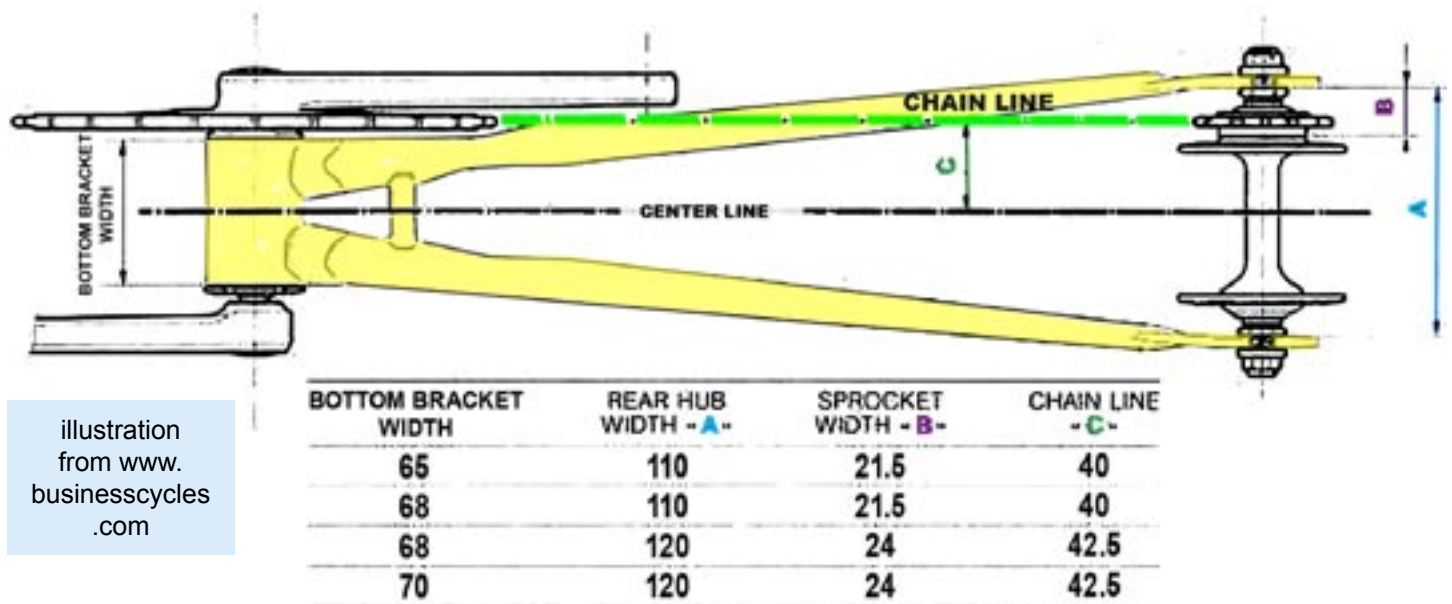 CHAIN LINE
B
BOTTOM BRACKET
WIDTH
C
CENTER LINE
A
illustration
from www.
businesscycles
.com
BOTTOM BRACKET REAR HUB SPROCKET CHAIN LINE
WIDTH WIDTH - A - WIDTH - B - - C -
65 110 21.5 40
68 110 21.5 40
68 120 24 42.5
70 120 24 42.5